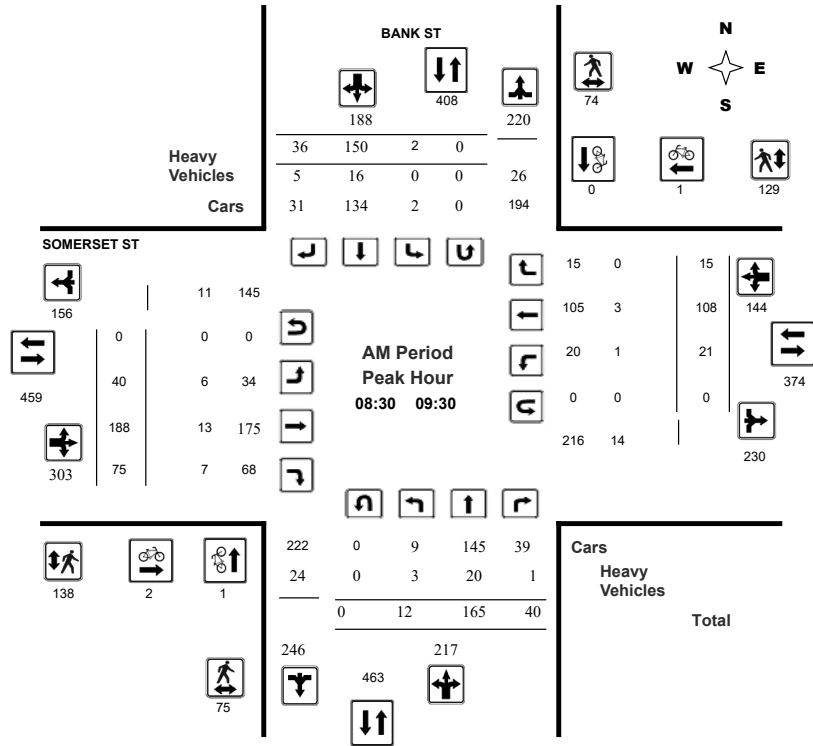 BANK ST
N
W E
S
408
74
188
220
36 150 2 0
Heavy
Vehicles
5 16 0 0 26
Cars
31 134 2 0 194
0 1 129
SOMERSET ST
156
11 145
15 0 15
144
0 0 0
105 3 108
459
40 6 34
20 1 21
374
AM Period
Peak Hour
08:30 09:30
188 13 175
0 0 0
303
75 7 68
216 14
230
222 0 9 145 39
Cars
24 0 3 20 1
Heavy
Vehicles
138 2 1
0 12 165 40
Total
246
217
463
75